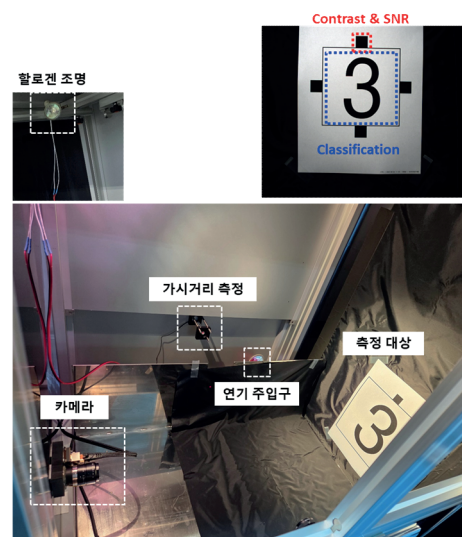 Contrast & SNR
할로겐 조명
3
Classification
가시거리 측정
측정 대상
연기 주입구
카메라
3